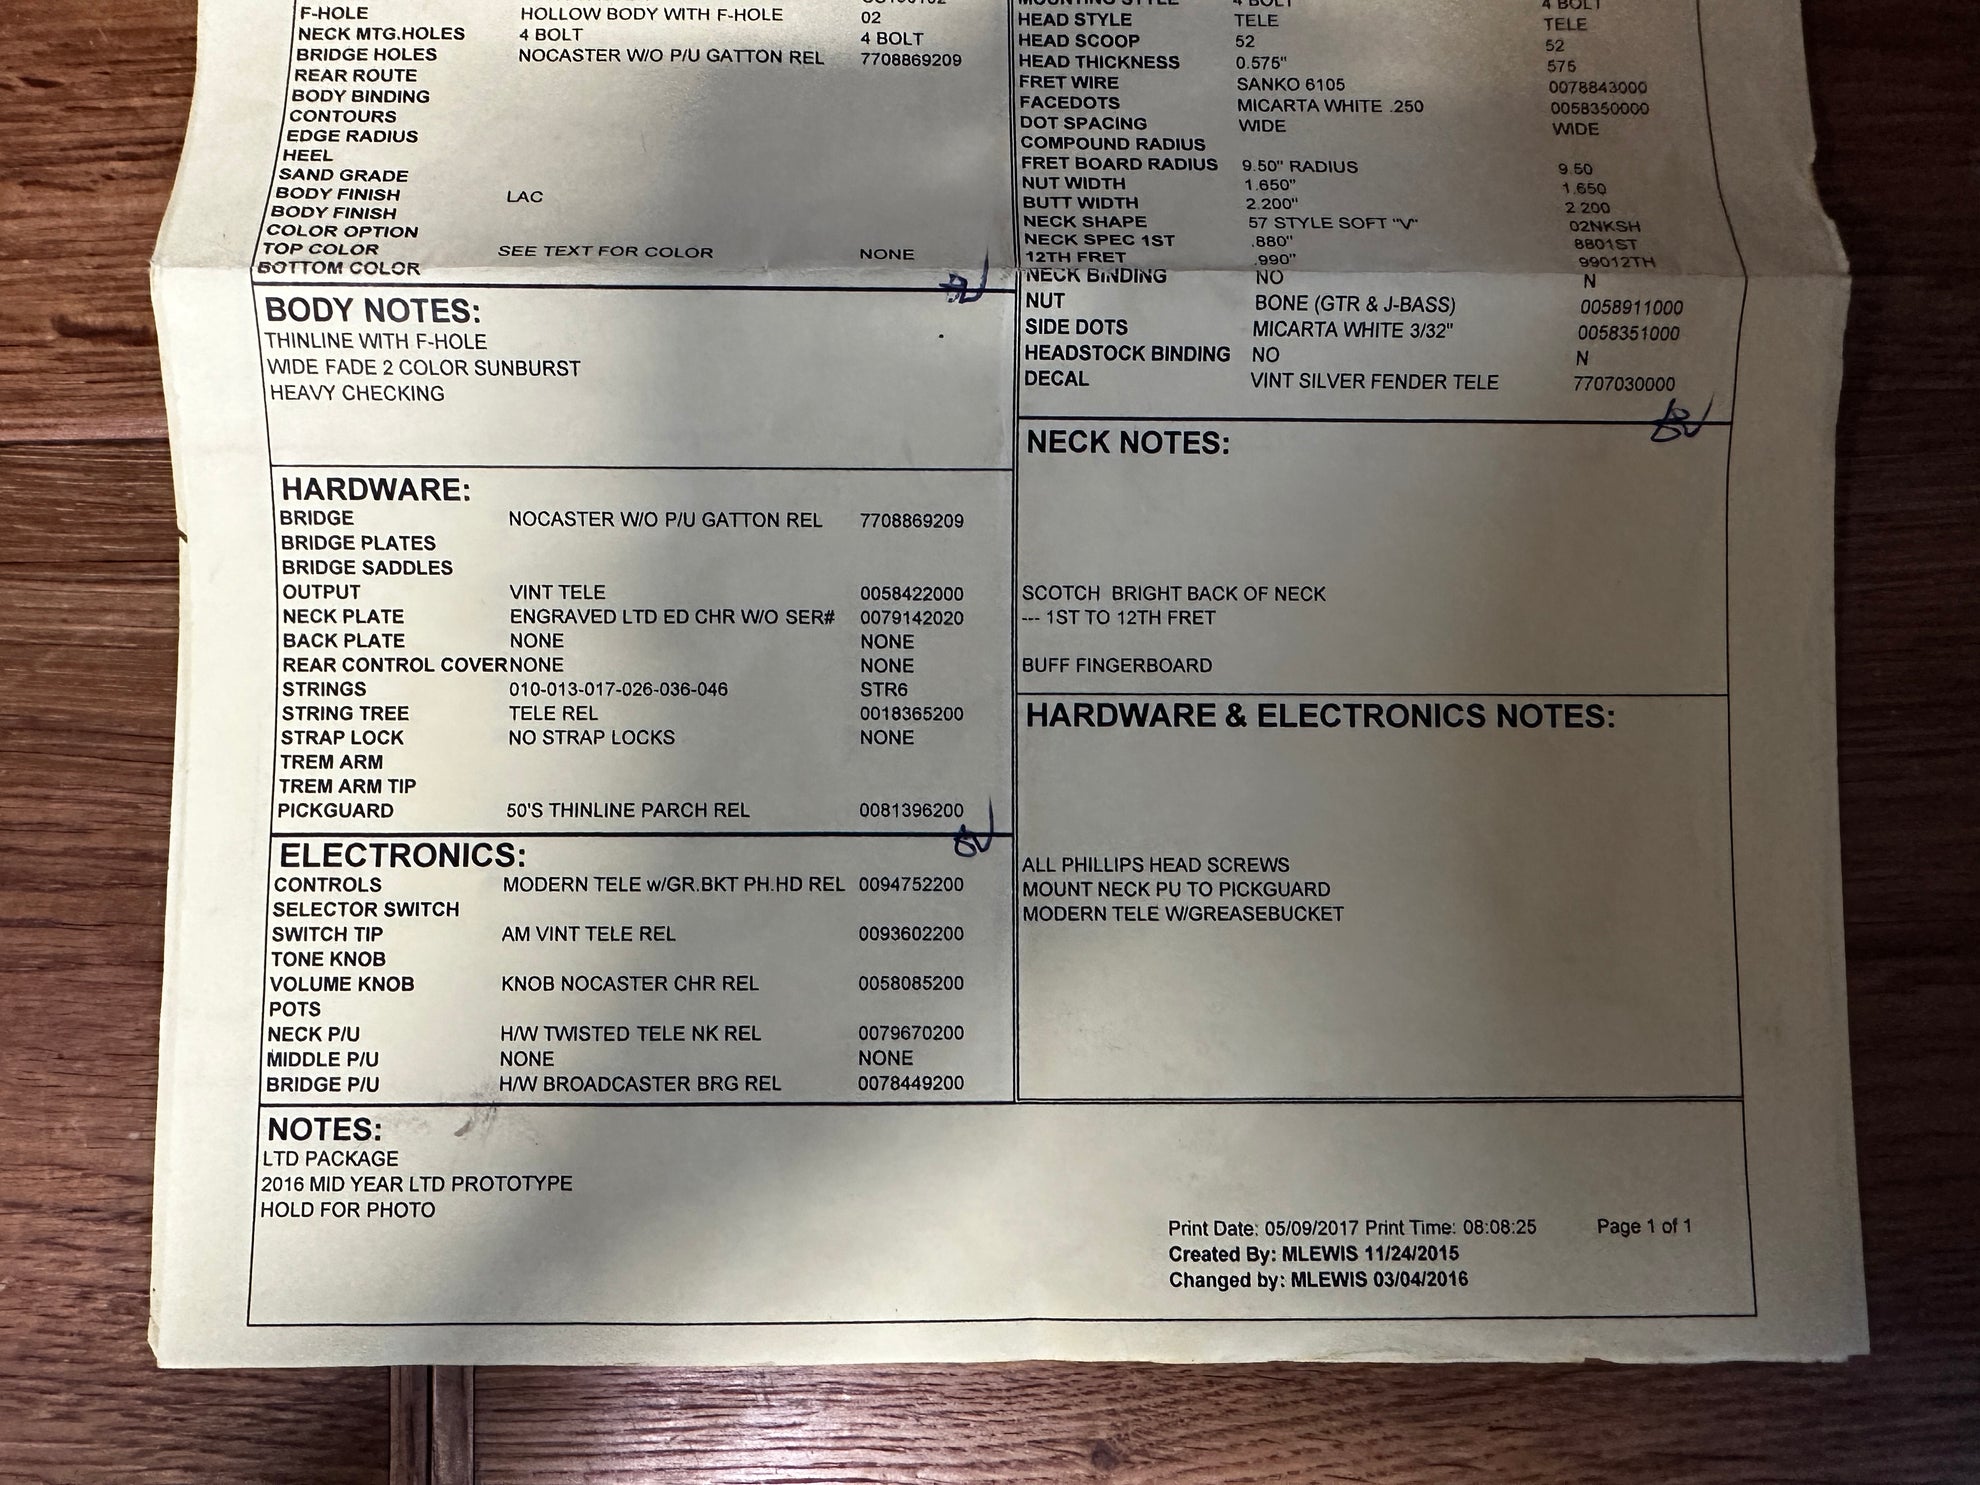 F-HOLE HOLLOW BODY WITH F-HOLE 02
NECK MTG.HOLES 4 BOLT 4 BOLT
BRIDGE HOLES NOCASTER W/O P/U GATTON REL 7708869209
REAR ROUTE
BODY BINDING
CONTOURS
EDGE RADIUS
HEEL
SAND GRADE
BODY FINISH LAC
BODY FINISH
COLOR OPTION
TOP COLOR SEE TEXT FOR COLOR NONE
BOTTOM COLOR
BODY NOTES:
THINLINE WITH F-HOLE
WIDE FADE 2 COLOR SUNBURST
HEAVY CHECKING
HARDWARE:
BRIDGE NOCASTER W/O P/U GATTON REL 7708869209
BRIDGE PLATES
BRIDGE SADDLES
OUTPUT VINT TELE 0058422000
NECK PLATE ENGRAVED LTD ED CHR W/O SER# 0079142020
BACK PLATE NONE NONE
REAR CONTROL COVER NONE NONE
STRINGS 010-013-017-026-036-046 STR6
STRING TREE TELE REL 0018365200
STRAP LOCK NO STRAP LOCKS NONE
TREM ARM
TREM ARM TIP
PICKGUARD 50'S THINLINE PARCH REL 0081396200
ELECTRONICS:
CONTROLS MODERN TELE w/GR.BKT PH.HD REL 0094752200
SELECTOR SWITCH
SWITCH TIP AM VINT TELE REL 0093602200
TONE KNOB
VOLUME KNOB KNOB NOCASTER CHR REL 0058085200
POTS
NECK P/U H/W TWISTED TELE NK REL 0079670200
MIDDLE P/U NONE NONE
BRIDGE P/U H/W BROADCASTER BRG REL 0078449200
MOUNTING STYLE 4 BOLT 4 BOLT
HEAD STYLE TELE TELE
HEAD SCOOP 52 52
HEAD THICKNESS 0.575" 575
FRET WIRE SANKO 6105 0078843000
FACEDOTS MICARTA WHITE .250 0058350000
DOT SPACING WIDE WIDE
COMPOUND RADIUS
FRET BOARD RADIUS 9.50" RADIUS 9.50
NUT WIDTH 1.650" 1.650
BUTT WIDTH 2.200" 2.200
NECK SHAPE 57 STYLE SOFT "V" 02NKSH
NECK SPEC 1ST .880" 8801ST
12TH FRET .990" 99012TH
NECK BINDING NO N
NUT BONE (GTR & J-BASS) 0058911000
SIDE DOTS MICARTA WHITE 3/32" 0058351000
HEADSTOCK BINDING NO N
DECAL VINT SILVER FENDER TELE 7707030000
NECK NOTES:
SCOTCH BRIGHT BACK OF NECK
--- 1ST TO 12TH FRET
BUFF FINGERBOARD
HARDWARE & ELECTRONICS NOTES:
ALL PHILLIPS HEAD SCREWS
MOUNT NECK PU TO PICKGUARD
MODERN TELE W/GREASEBUCKET
NOTES:
LTD PACKAGE
2016 MID YEAR LTD PROTOTYPE
HOLD FOR PHOTO
Print Date: 05/09/2017 Print Time: 08:08:25 Page 1 of 1
Created By: MLEWIS 11/24/2015
Changed by: MLEWIS 03/04/2016